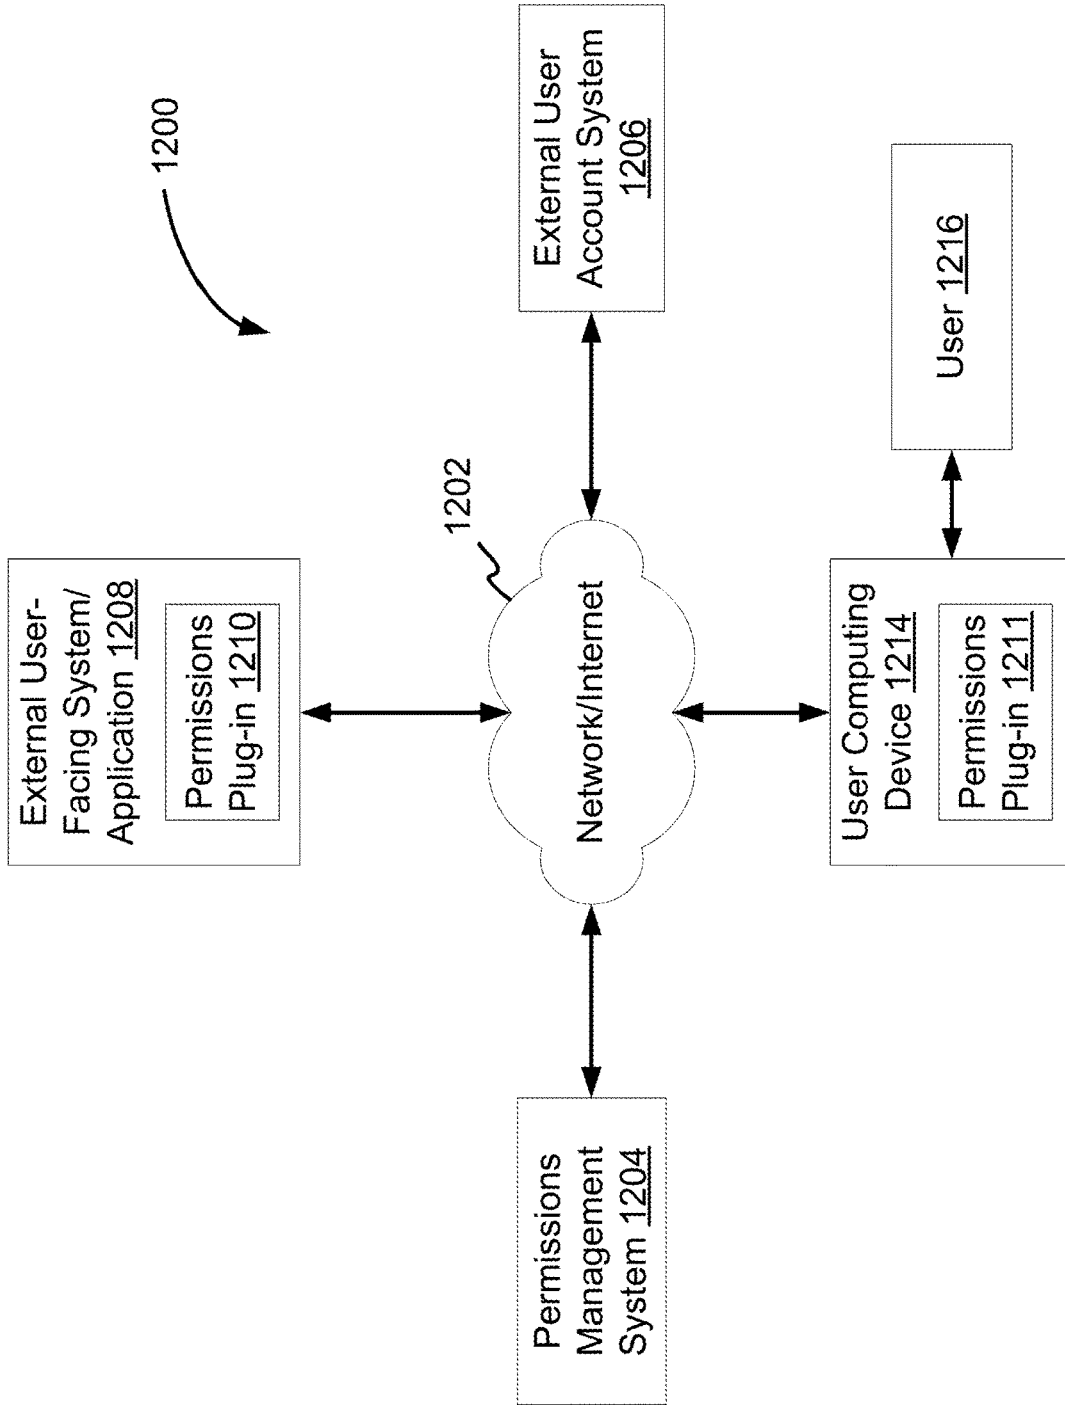 1200
External User-
Facing System/
Application 1208
Permissions
Plug-in 1210
1202
Permissions
Management
System 1204
Network/Internet
External User
Account System
1206
User Computing
Device 1214
Permissions
Plug-in 1211
User 1216